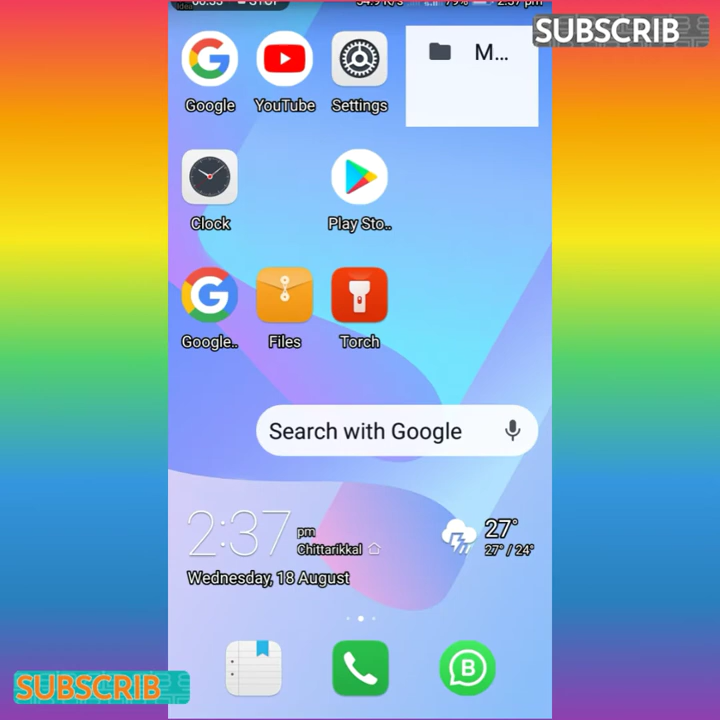 SUBSCRIB
M...
Google
YouTube
Settings
Clock
Play Sto..
Google..
Files
Torch
Search with Google
2:37 pm
Chittarikkal
27°
27° / 24°
Wednesday, 18 August
SUBSCRIB